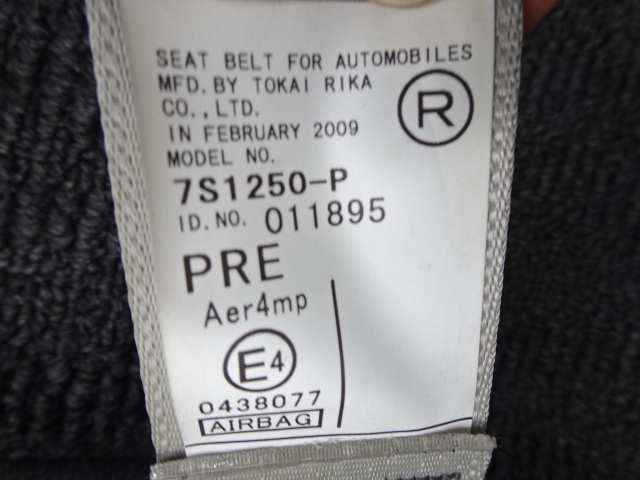 SEAT BELT FOR AUTOMOBILES
MFD. BY TOKAI RIKA
CO., LTD.
IN FEBRUARY 2009
R
MODEL NO.
7S1250-P
ID. NO. 011895
PRE
Aer4mp
E4
0438077
AIRBAG